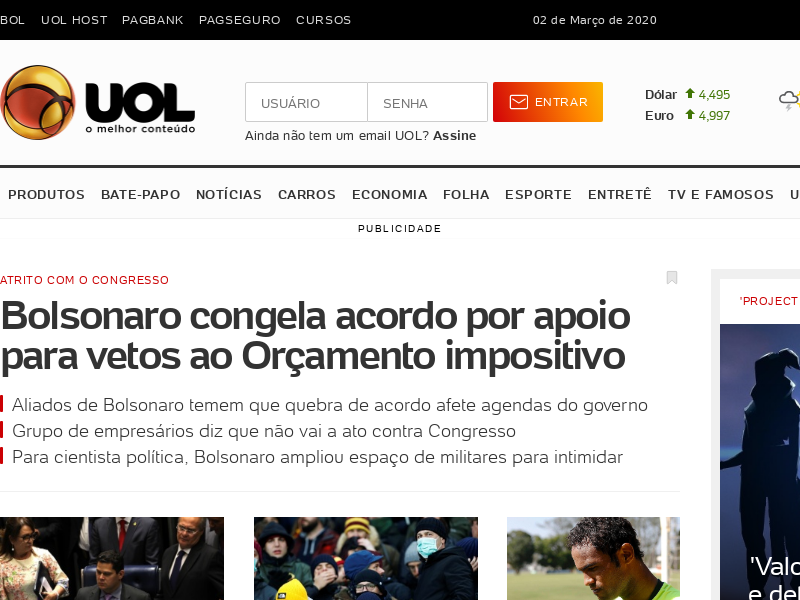 BOL UOL HOST PAGBANK PAGSEGURO CURSOS 02 de Março de 2020
UOL
o melhor conteúdo
USUÁRIO SENHA ENTRAR
Ainda não tem um email UOL? Assine
Dólar 4,495
Euro 4,997
PRODUTOS BATE-PAPO NOTÍCIAS CARROS ECONOMIA FOLHA ESPORTE ENTRETÊ TV E FAMOSOS U
PUBLICIDADE
ATRITO COM O CONGRESSO
Bolsonaro congela acordo por apoio
para vetos ao Orçamento impositivo
Aliados de Bolsonaro temem que quebra de acordo afete agendas do governo
Grupo de empresários diz que não vai a ato contra Congresso
Para cientista política, Bolsonaro ampliou espaço de militares para intimidar
'PROJECT
'Valo
e de